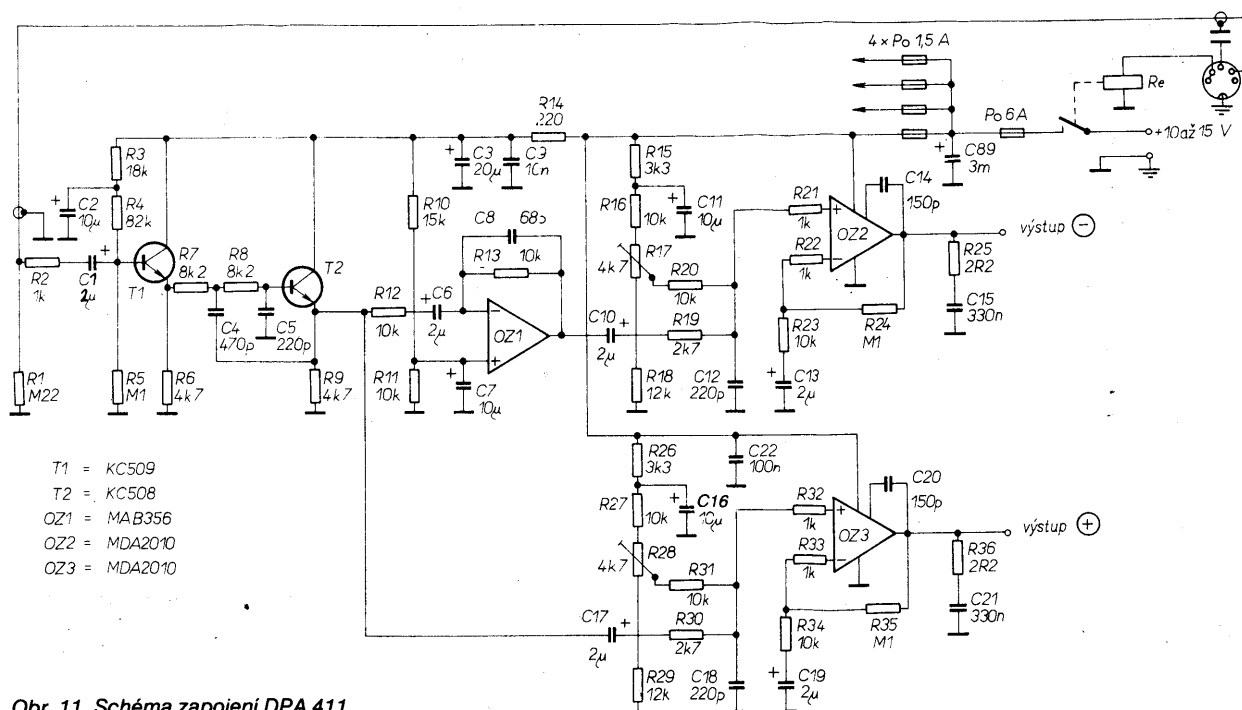 4 x Po 1,5 A
Re
Po 6A
+10až 15 V
C89
3m
R14
220
R3
18k
C2
10µ
R4
82k
R2
1k
C1
2µ
T1
R7
8k2
R8
8k2
T2
C4
470p
C5
220p
R1
M22
R5
M1
R6
4k7
R9
4k7
C3
20µ
C9
10n
R10
15k
C8
R13
10k
R12
10k
C6
2µ
OZ1
R11
10k
C7
10µ
C10
2µ
R15
3k3
R16
10k
C11
10µ
R17
4k7
R20
10k
R19
2k7
R18
12k
C12
220p
R21
1k
R22
1k
OZ2
C14
150p
R23
10k
R24
M1
C13
2µ
výstup −
R25
2R2
C15
330n
T1 = KC509
T2 = KC508
OZ1 = MAB356
OZ2 = MDA2010
OZ3 = MDA2010
R26
3k3
C22
100n
R27
10k
C16
10µ
R28
4k7
R31
10k
C17
2µ
R30
2k7
R29
12k
C18
220p
R32
1k
R33
1k
OZ3
C20
150p
R34
10k
R35
M1
C19
2µ
výstup +
R36
2R2
C21
330n
Obr. 11. Schéma zapojení DPA 411